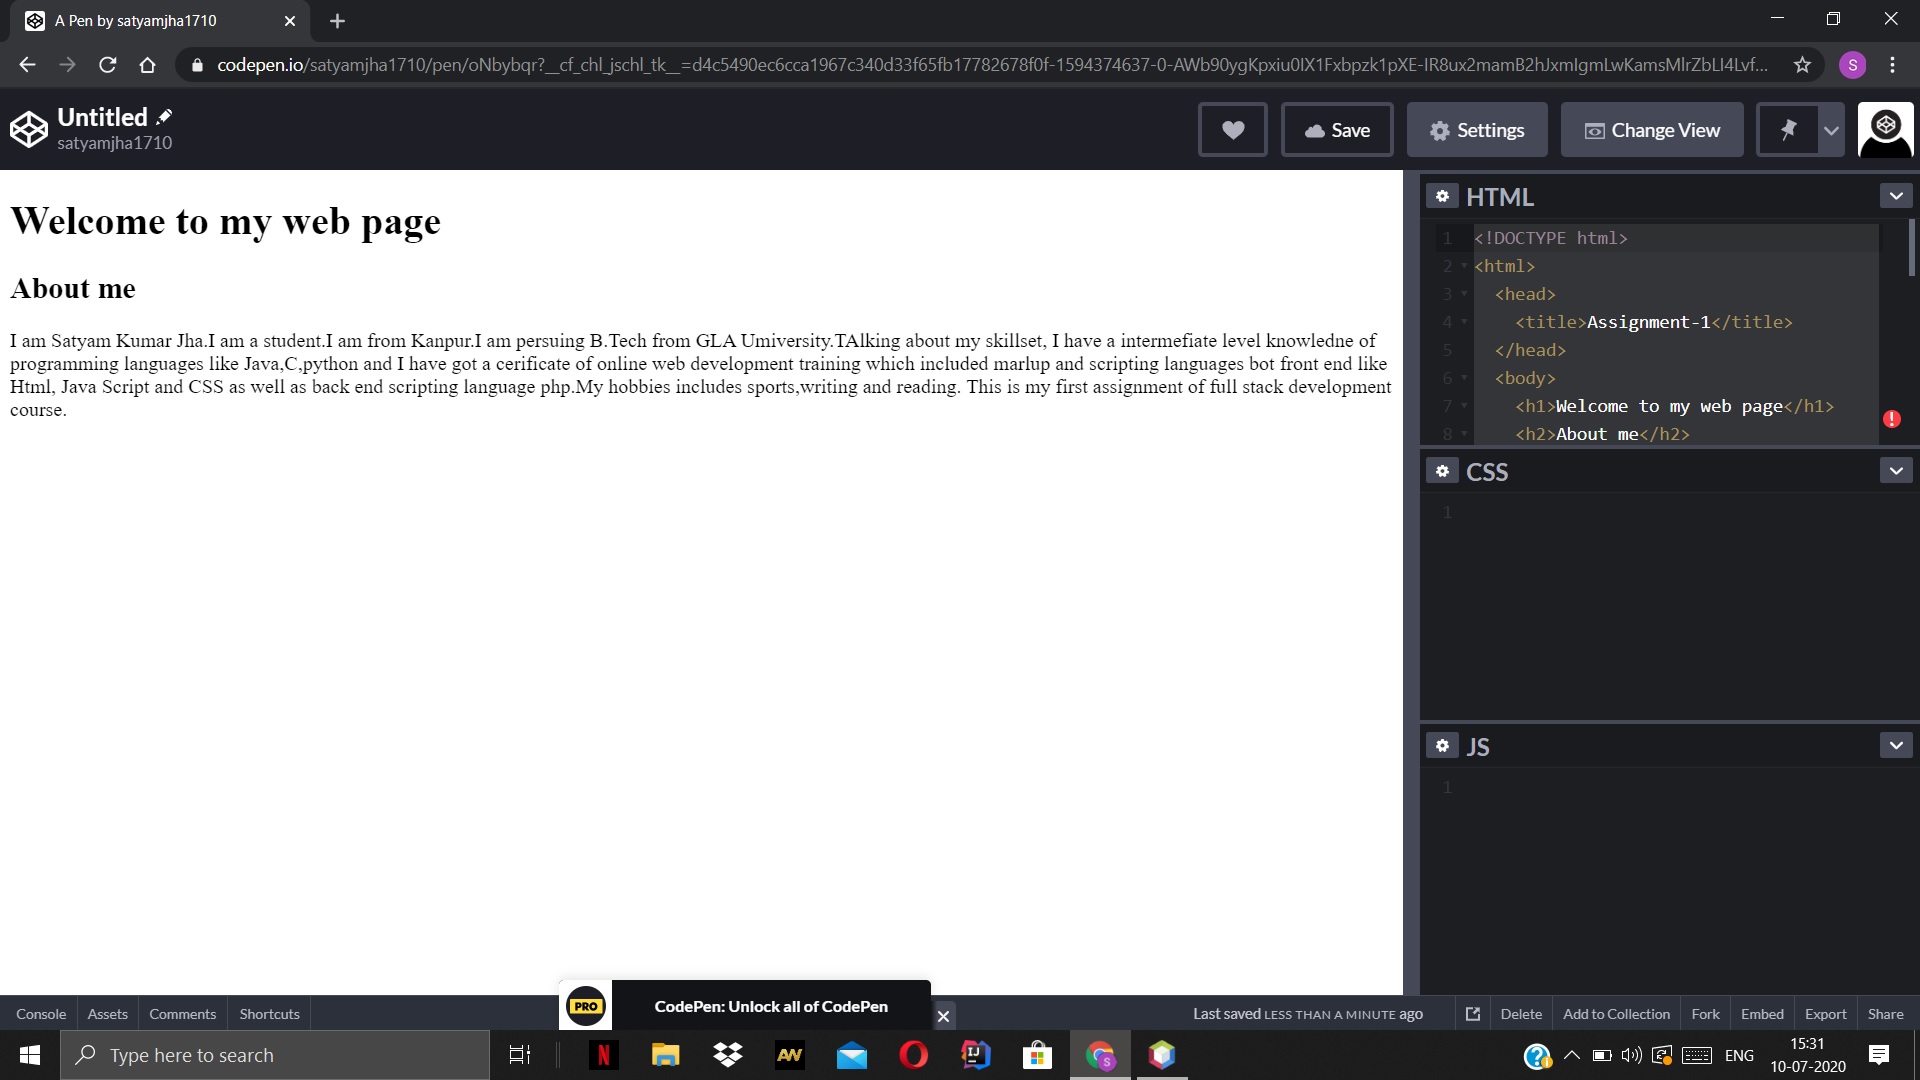 A Pen by satyamjha1710
codepen.io/satyamjha1710/pen/oNbybqr?__cf_chl_jschl_tk__=d4c5490ec6cca1967c340d33f65fb17782678f0f-1594374637-0-AWb90ygKpxiu0IX1Fxbpzk1pXE-IR8ux2mamB2hJxmIgmLwKamsMlrZbLI4Lvf...
S
Untitled
satyamjha1710
Save
Settings
Change View
Welcome to my web page
About me
I am Satyam Kumar Jha.I am a student.I am from Kanpur.I am persuing B.Tech from GLA Umiversity.TAlking about my skillset, I have a intermefiate level knowledne of
programming languages like Java,C,python and I have got a cerificate of online web development training which included marlup and scripting languages bot front end like
Html, Java Script and CSS as well as back end scripting language php.My hobbies includes sports,writing and reading. This is my first assignment of full stack development
course.
HTML
1 <!DOCTYPE html>
2 <html>
3 <head>
4 <title>Assignment-1</title>
5 </head>
6 <body>
7 <h1>Welcome to my web page</h1>
8 <h2>About me</h2>
CSS
1
JS
1
Console Assets Comments Shortcuts
PRO CodePen: Unlock all of CodePen
Last saved LESS THAN A MINUTE ago
Delete Add to Collection Fork Embed Export Share
Type here to search
N
AW
IJ
S
ENG
15:31
10-07-2020